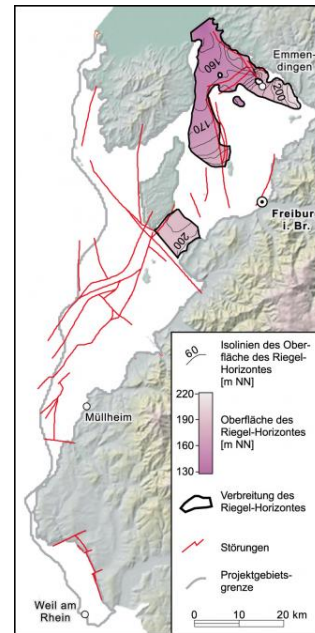 160
Emmen-
dingen
200
170
Freiburg
i. Br.
200
Müllheim
Weil am
Rhein
60
Isolinien des Ober-
fläche des Riegel-
Horizontes
[m NN]
220
190
160
130
Oberfläche des
Riegel-Horizontes
[m NN]
Verbreitung des
Riegel-Horizontes
Störungen
Projektgebiets-
grenze
0 10 20 km